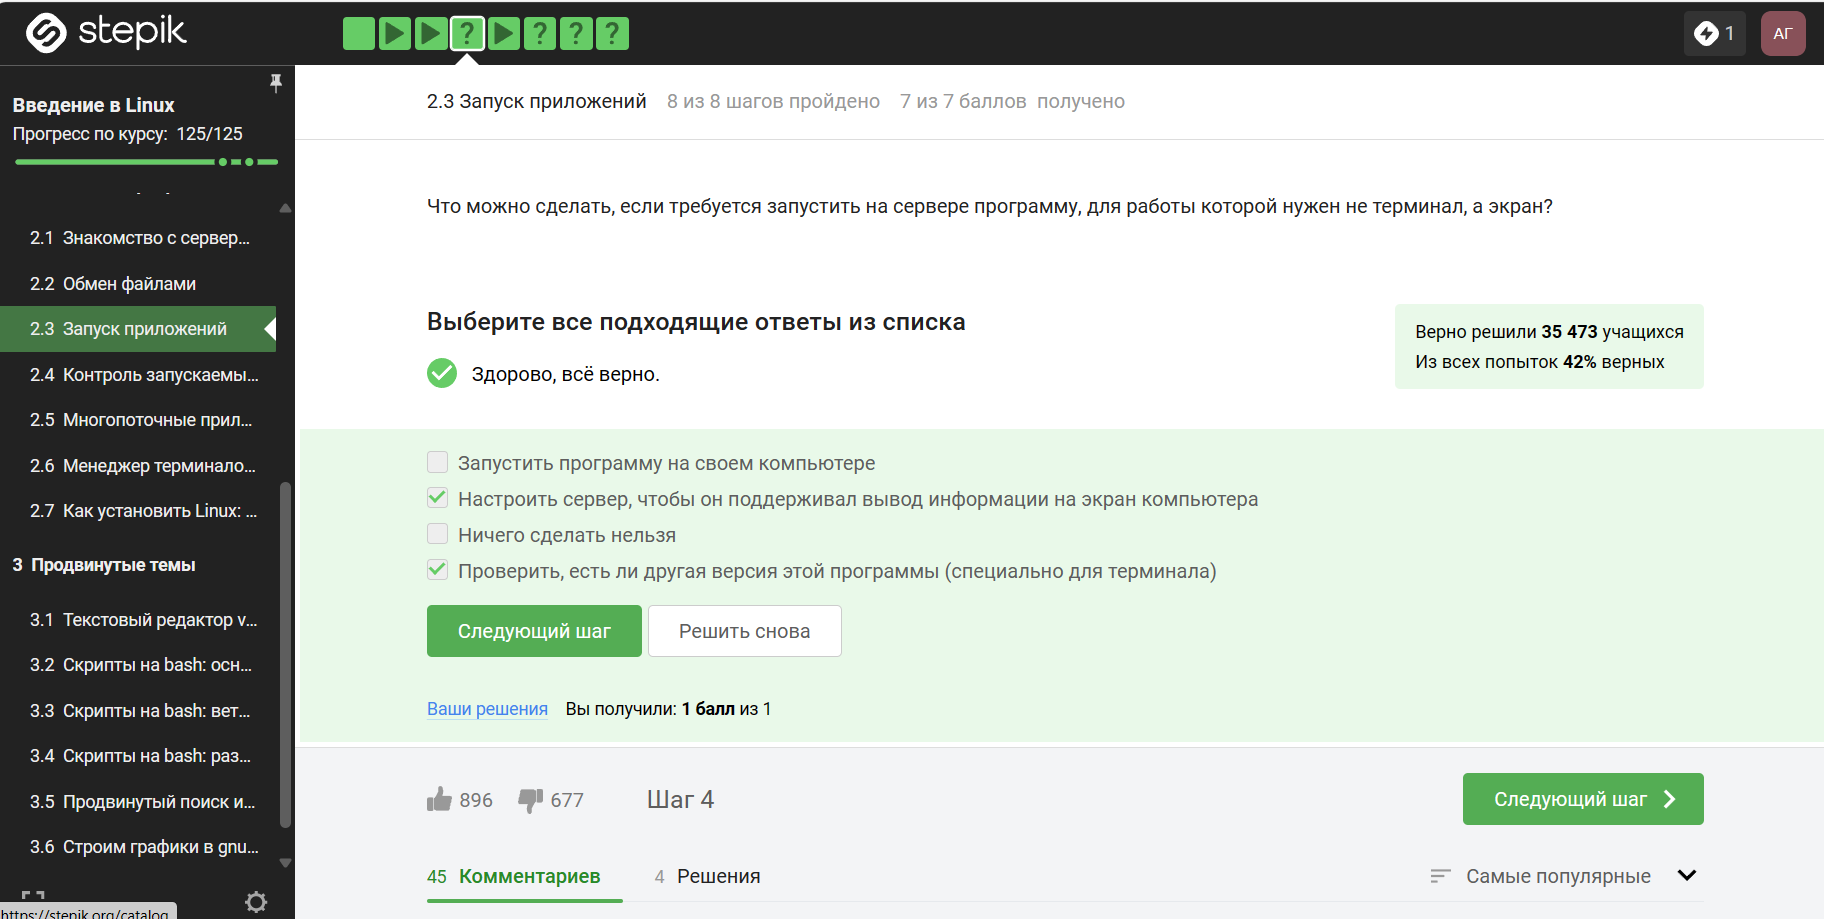 stepik
? ? ? ?
1
АГ
Введение в Linux
Прогресс по курсу: 125/125
2.1 Знакомство с сервер...
2.2 Обмен файлами
2.3 Запуск приложений
2.4 Контроль запускаемы...
2.5 Многопоточные прил...
2.6 Менеджер терминало...
2.7 Как установить Linux: ...
3 Продвинутые темы
3.1 Текстовый редактор v...
3.2 Скрипты на bash: осн...
3.3 Скрипты на bash: вет...
3.4 Скрипты на bash: раз...
3.5 Продвинутый поиск и...
3.6 Строим графики в gnu...
https://stepik.org/catalog
2.3 Запуск приложений 8 из 8 шагов пройдено 7 из 7 баллов получено
Что можно сделать, если требуется запустить на сервере программу, для работы которой нужен не терминал, а экран?
Выберите все подходящие ответы из списка
Здорово, всё верно.
Верно решили 35 473 учащихся
Из всех попыток 42% верных
Запустить программу на своем компьютере
Настроить сервер, чтобы он поддерживал вывод информации на экран компьютера
Ничего сделать нельзя
Проверить, есть ли другая версия этой программы (специально для терминала)
Следующий шаг
Решить снова
Ваши решения Вы получили: 1 балл из 1
896 677 Шаг 4
Следующий шаг
45 Комментариев 4 Решения
Самые популярные